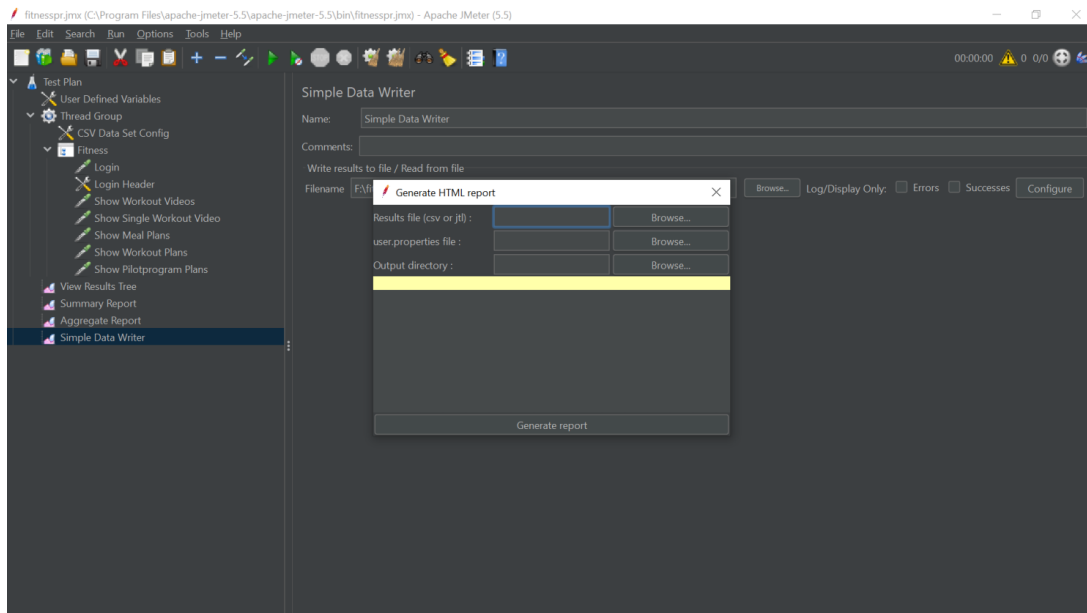 fitnesspr.jmx (C:\Program Files\apache-jmeter-5.5\apache-jmeter-5.5\bin\fitnesspr.jmx) - Apache JMeter (5.5)
File Edit Search Run Options Tools Help
00:00:00 0 0/0
Test Plan
User Defined Variables
Thread Group
CSV Data Set Config
Fitness
Login
Login Header
Show Workout Videos
Show Single Workout Video
Show Meal Plans
Show Workout Plans
Show Pilotprogram Plans
View Results Tree
Summary Report
Aggregate Report
Simple Data Writer
Simple Data Writer
Name: Simple Data Writer
Comments:
Write results to file / Read from file
Filename Browse... Log/Display Only: Errors Successes Configure
Generate HTML report
Results file (csv or jtl) : Browse...
user.properties file : Browse...
Output directory : Browse...
Generate report